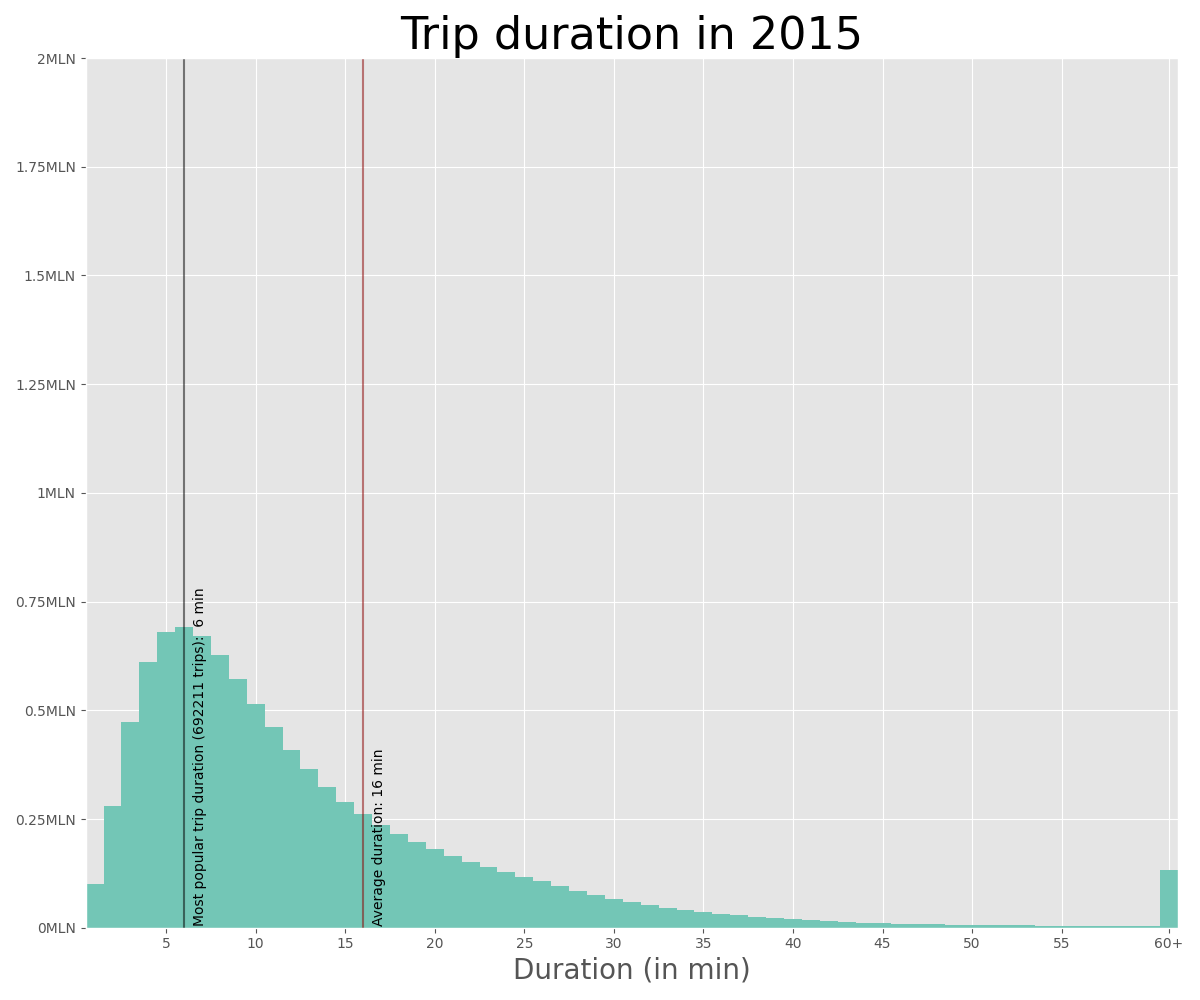 Trip duration in 2015
2MLN
1.75MLN
1.5MLN
1.25MLN
1MLN
0.75MLN
0.5MLN
0.25MLN
0MLN
Most popular trip duration (692211 trips): 6 min
Average duration: 16 min
5 10 15 20 25 30 35 40 45 50 55 60+
Duration (in min)